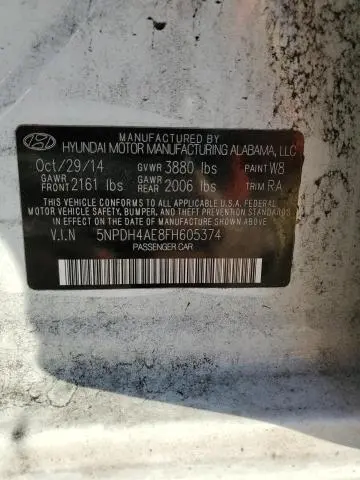 MANUFACTURED BY
HYUNDAI MOTOR MANUFACTURING ALABAMA, LLC
Oct/29/14 GVWR 3880 lbs PAINT W8
GAWR FRONT 2161 lbs GAWR REAR 2006 lbs TRIM RA
THIS VEHICLE CONFORMS TO ALL APPLICABLE U.S. FEDERAL
MOTOR VEHICLE SAFETY, BUMPER, AND THEFT PREVENTION
STANDARDS IN EFFECT ON THE DATE OF MANUFACTURE SHOWN ABOVE.
V.I.N 5NPDH4AE8FH605374
PASSENGER CAR